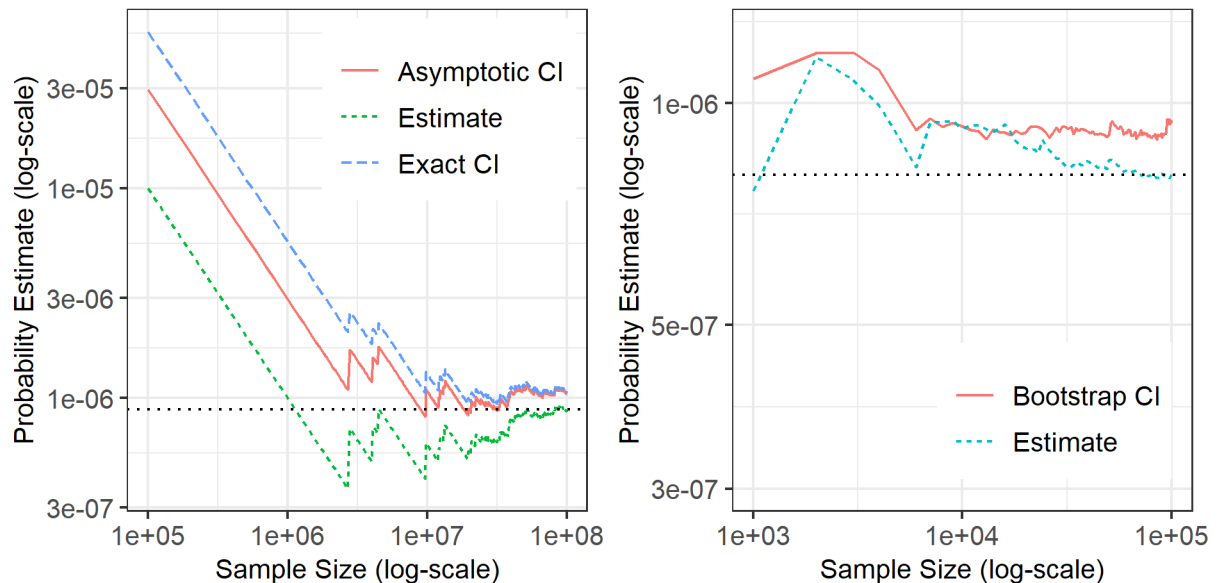 Probability Estimate (log-scale)
3e-05
1e-05
3e-06
1e-06
3e-07
Asymptotic CI
Estimate
Exact CI
1e+05
1e+06
1e+07
1e+08
Sample Size (log-scale)
Probability Estimate (log-scale)
1e-06
5e-07
3e-07
Bootstrap CI
Estimate
1e+03
1e+04
1e+05
Sample Size (log-scale)